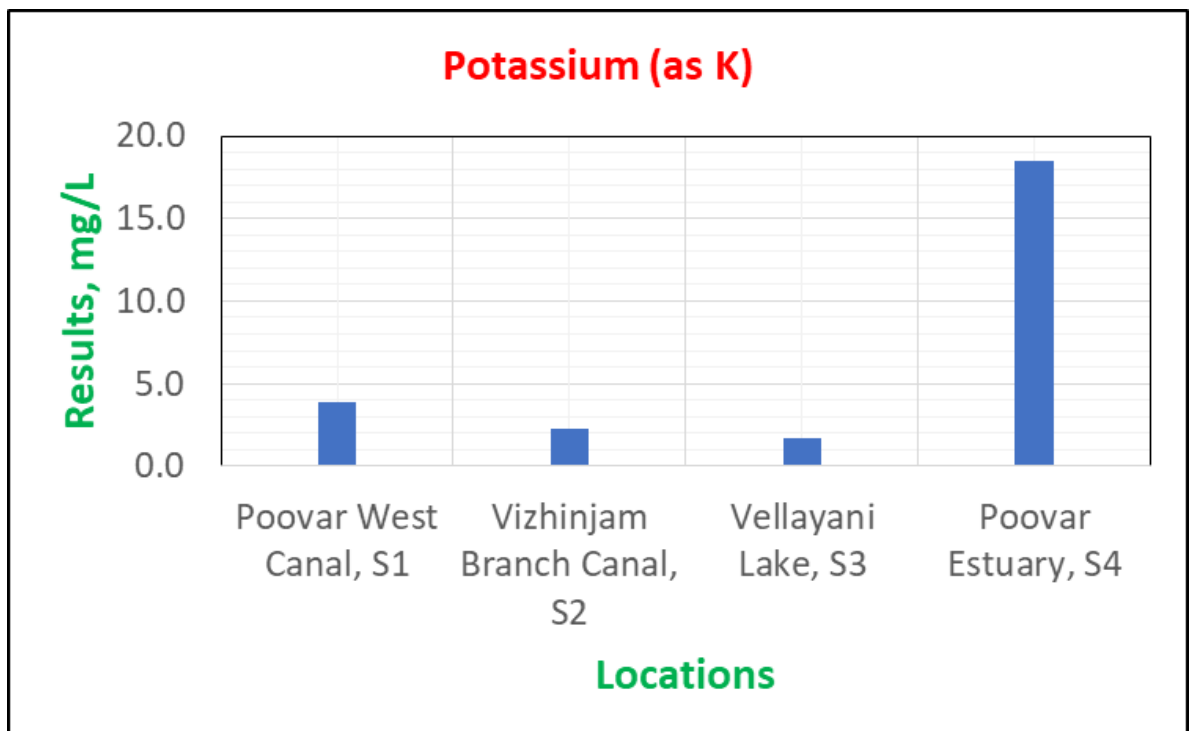 Potassium (as K)
Results, mg/L
20.0
15.0
10.0
5.0
0.0
Poovar West
Canal, S1
Vizhinjam
Branch Canal,
S2
Vellayani
Lake, S3
Poovar
Estuary, S4
Locations